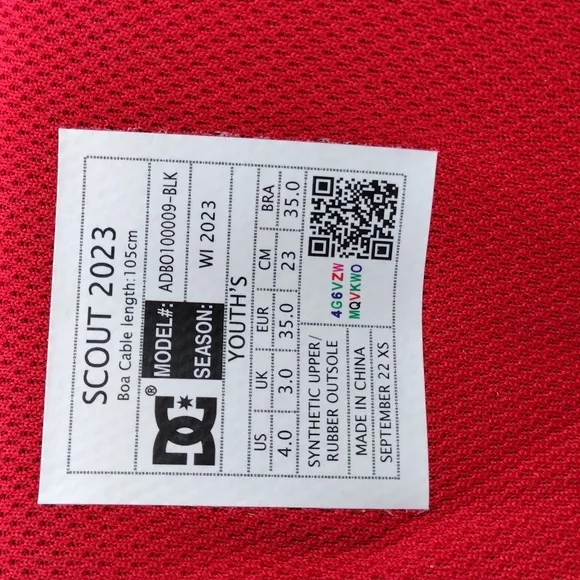 SCOUT 2023
Boa Cable length:105cm
DC®
MODEL#: ADBO100009-BLK
SEASON: WI 2023
YOUTH'S
US UK EUR CM BRA
4.0 3.0 35.0 23 35.0
SYNTHETIC UPPER/
RUBBER OUTSOLE
MADE IN CHINA
SEPTEMBER 22 XS
4G6VZW
MQVKWO